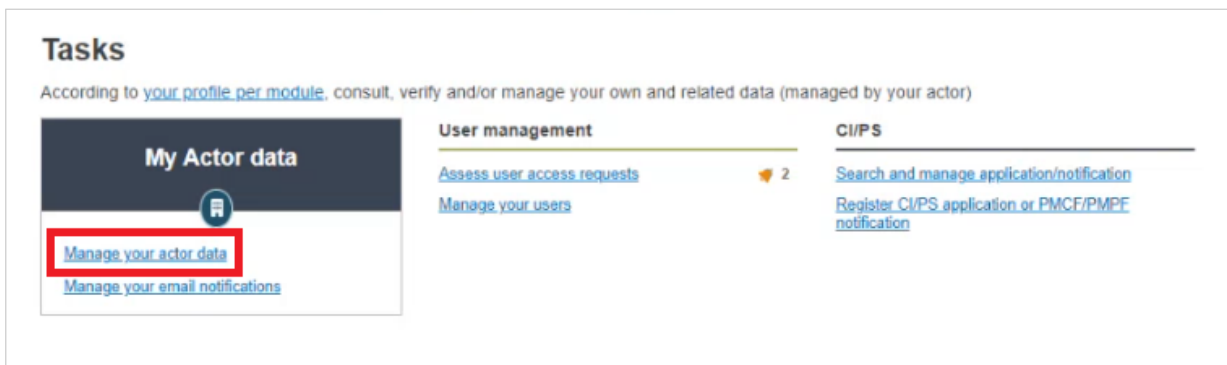 Tasks
According to your profile per module, consult, verify and/or manage your own and related data (managed by your actor)
My Actor data
Manage your actor data
Manage your email notifications
User management
Assess user access requests 2
Manage your users
CI/PS
Search and manage application/notification
Register CI/PS application or PMCF/PMPF
notification